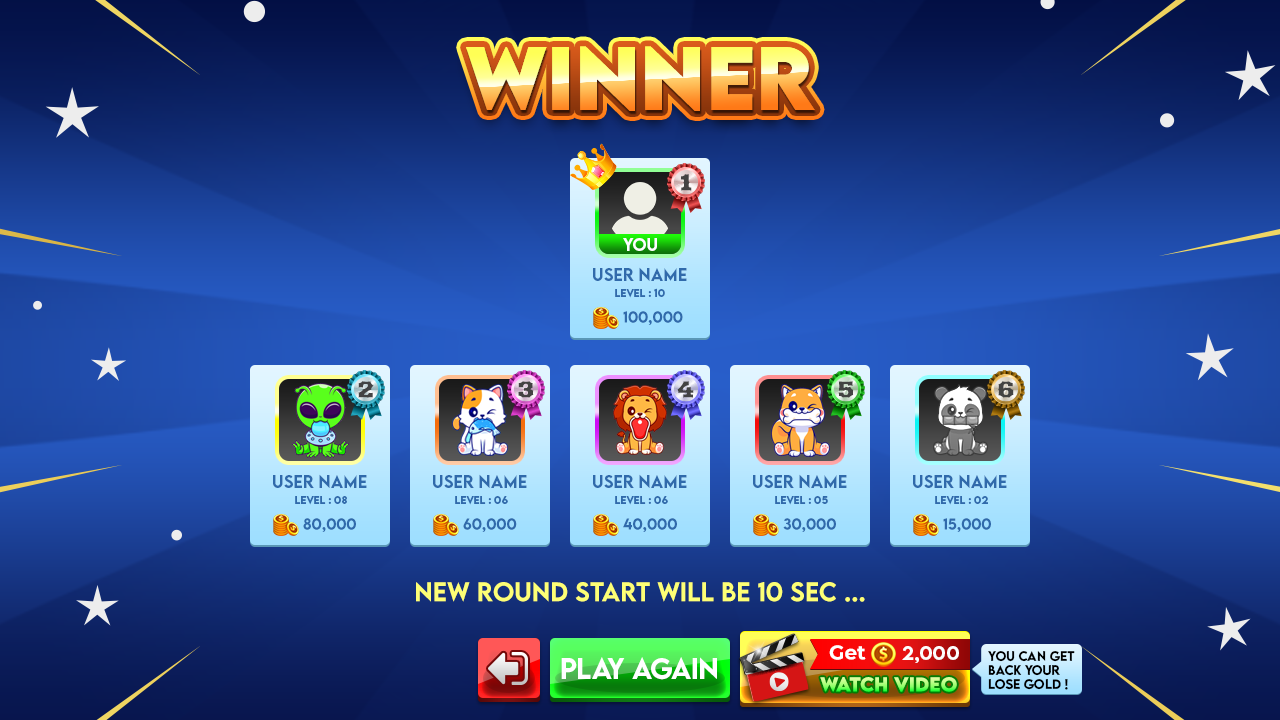 WINNER
1
YOU
USER NAME
LEVEL : 10
100,000
2
USER NAME
LEVEL : 08
80,000
3
USER NAME
LEVEL : 06
60,000
4
USER NAME
LEVEL : 06
40,000
5
USER NAME
LEVEL : 05
30,000
6
USER NAME
LEVEL : 02
15,000
NEW ROUND START WILL BE 10 SEC ...
PLAY AGAIN
Get $ 2,000
WATCH VIDEO
YOU CAN GET
BACK YOUR
LOSE GOLD !